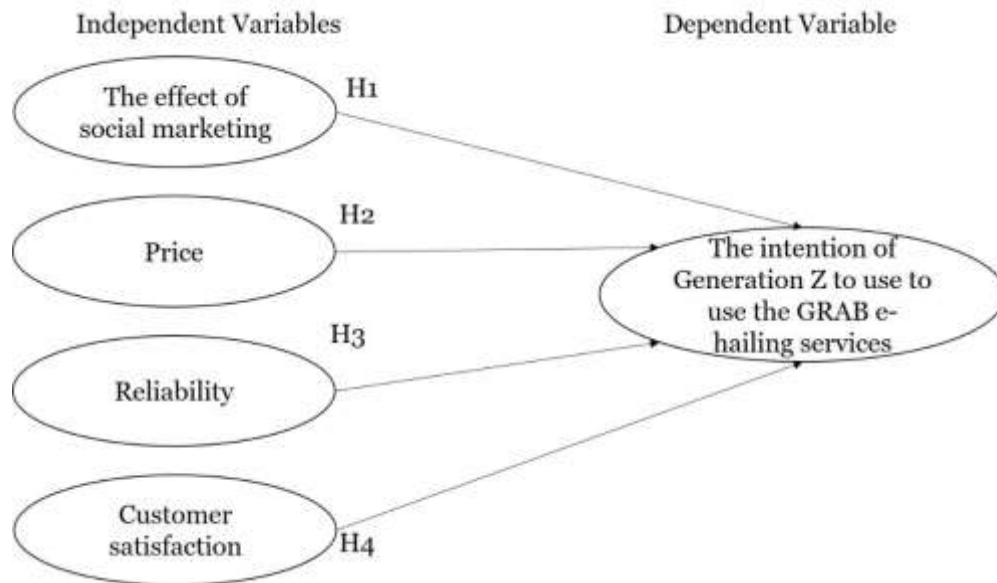 Independent Variables
Dependent Variable
The effect of
social marketing
H1
Price
H2
Reliability
H3
Customer
satisfaction
H4
The intention of
Generation Z to use to
use the GRAB e-
hailing services